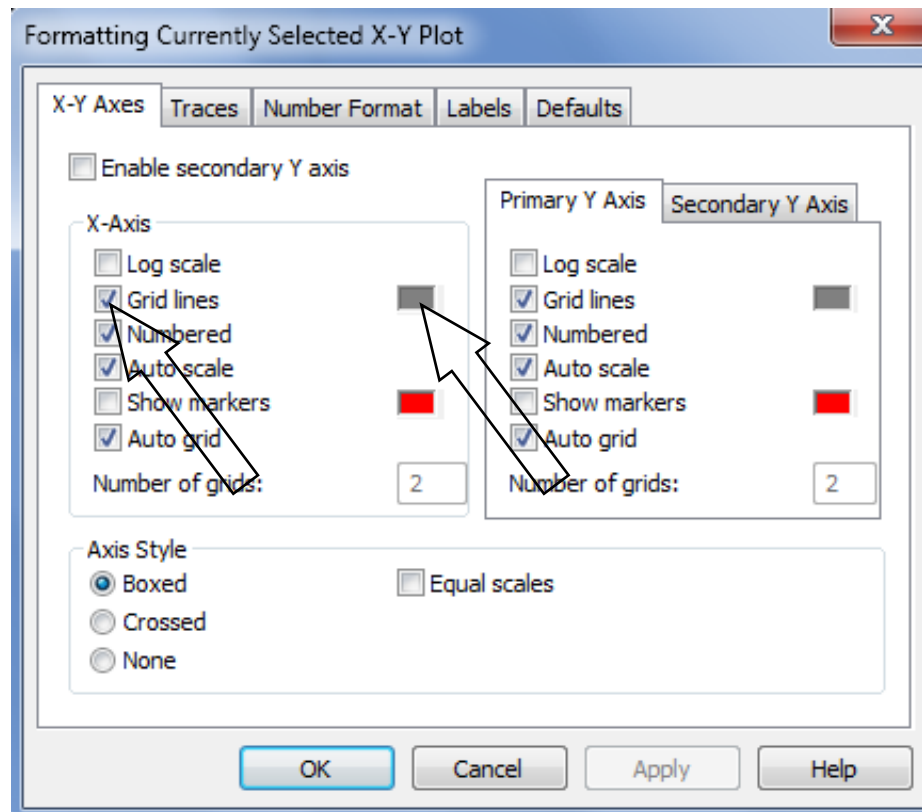 Formatting Currently Selected X-Y Plot
X-Y Axes Traces Number Format Labels Defaults
Enable secondary Y axis
Primary Y Axis Secondary Y Axis
X-Axis
Log scale
Grid lines
Numbered
Auto scale
Show markers
Auto grid
Number of grids: 2
Log scale
Grid lines
Numbered
Auto scale
Show markers
Auto grid
Number of grids: 2
Axis Style
Boxed
Equal scales
Crossed
None
OK Cancel Apply Help